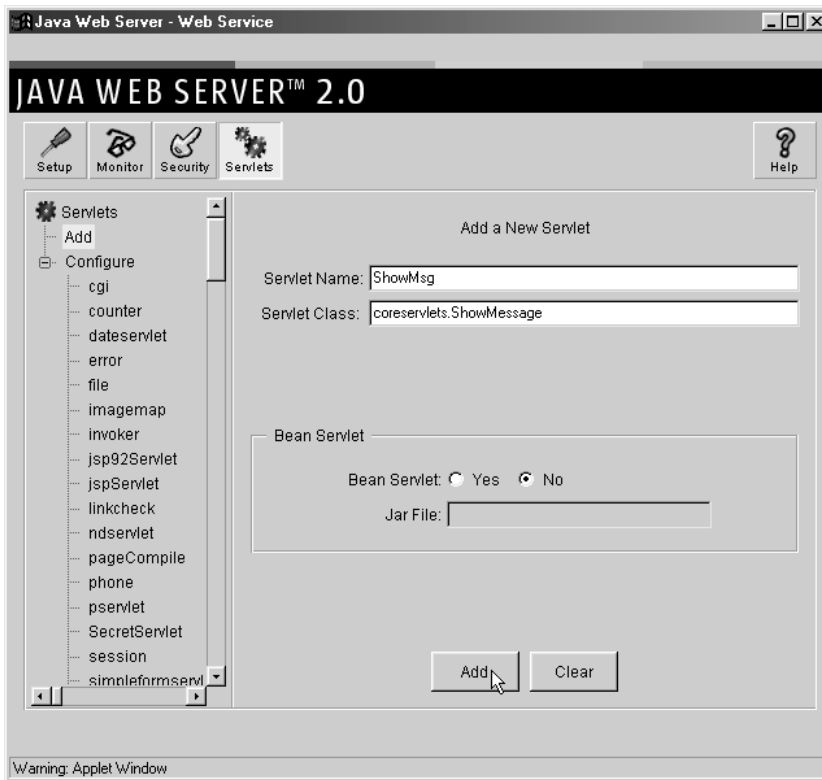 Java Web Server - Web Service
JAVA WEB SERVER™ 2.0
Setup
Monitor
Security
Servlets
Help
Servlets
Add
Configure
cgi
counter
dateservlet
error
file
imagemap
invoker
jsp92Servlet
jspServlet
linkcheck
ndservlet
pageCompile
phone
pservlet
SecretServlet
session
simpleformservl
Add a New Servlet
Servlet Name: ShowMsg
Servlet Class: coreservlets.ShowMessage
Bean Servlet
Bean Servlet: Yes No
Jar File:
Add Clear
Warning: Applet Window